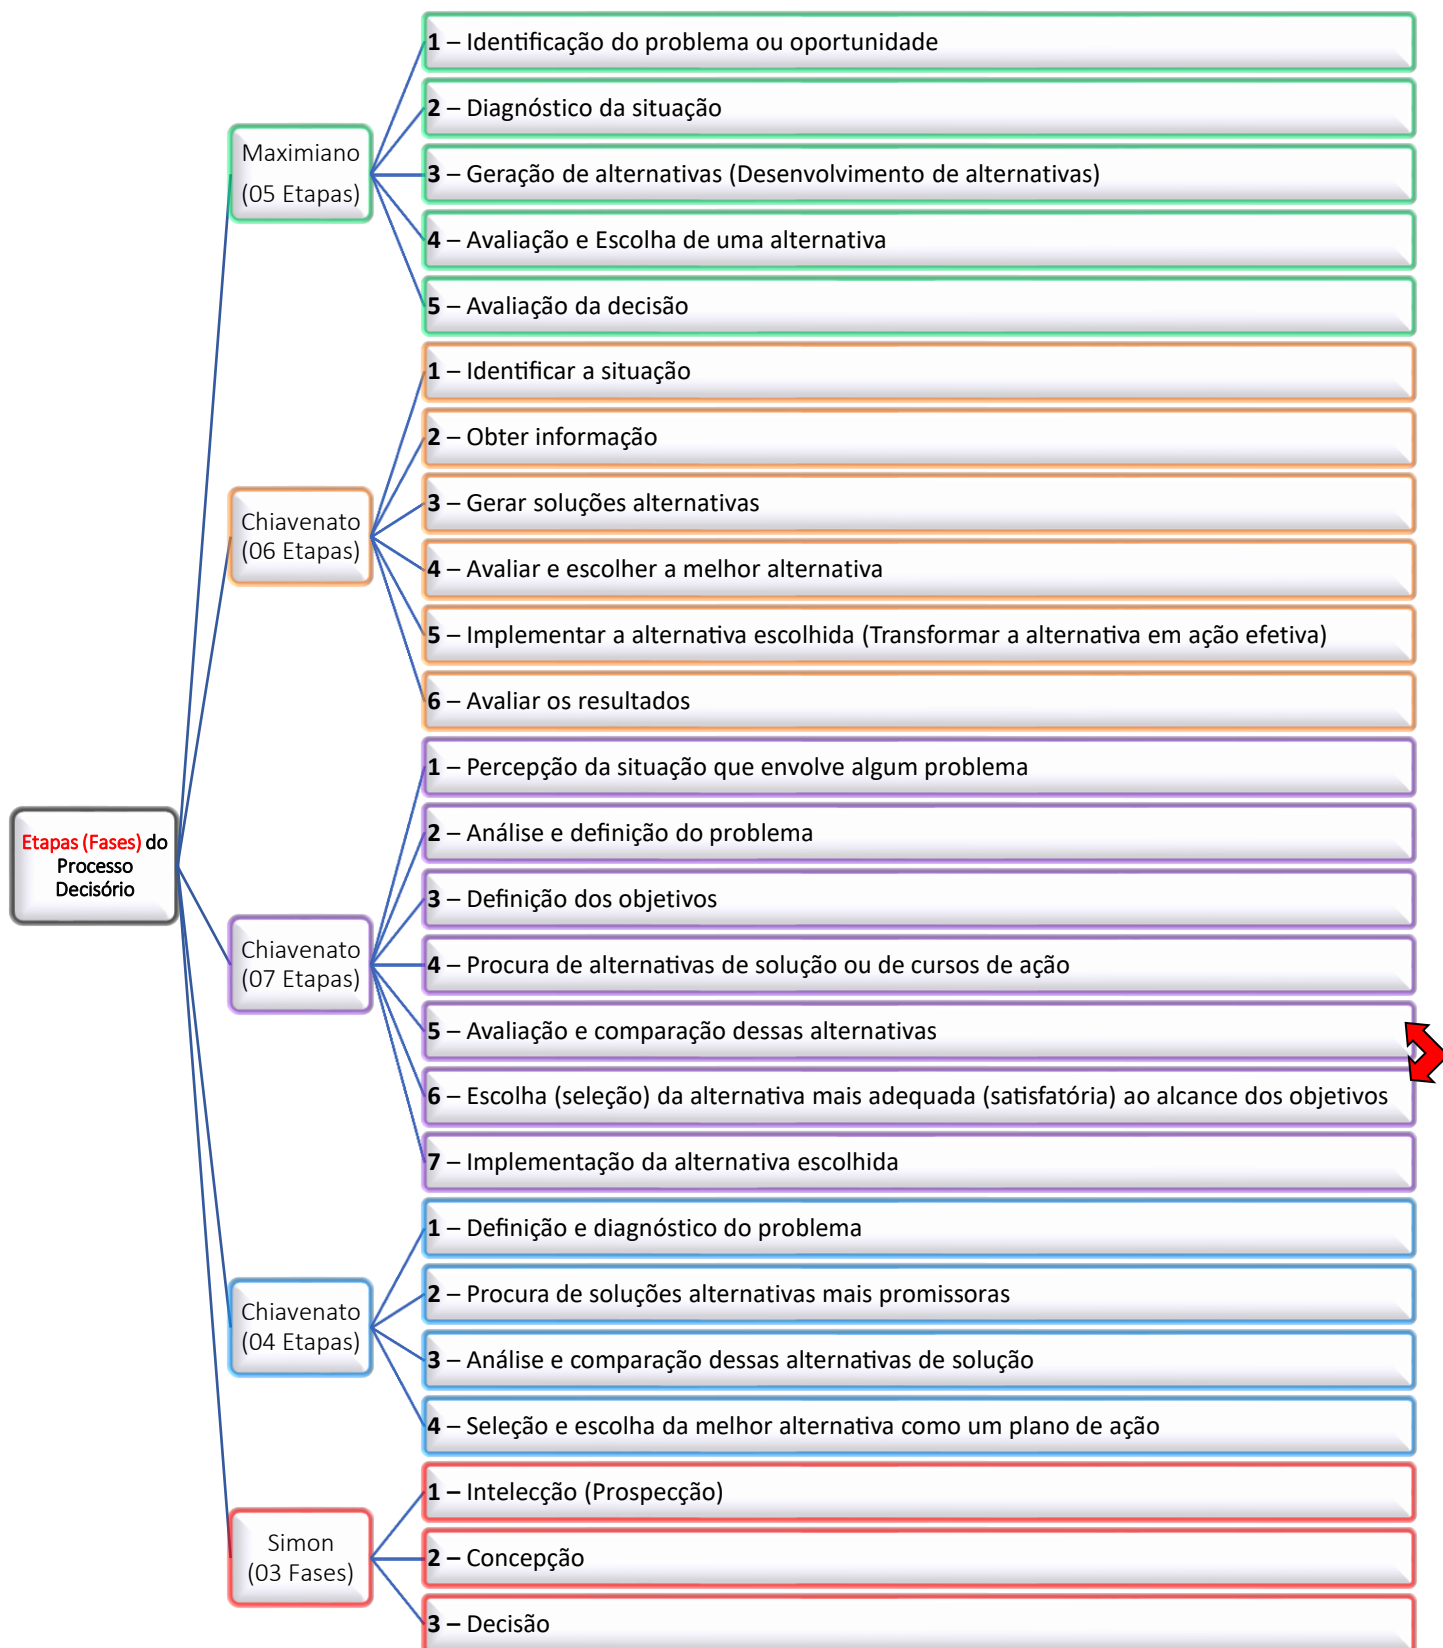 Etapas (Fases) do
Processo
Decisório
Maximiano
(05 Etapas)
1 – Identificação do problema ou oportunidade
2 – Diagnóstico da situação
3 – Geração de alternativas (Desenvolvimento de alternativas)
4 – Avaliação e Escolha de uma alternativa
5 – Avaliação da decisão
Chiavenato
(06 Etapas)
1 – Identificar a situação
2 – Obter informação
3 – Gerar soluções alternativas
4 – Avaliar e escolher a melhor alternativa
5 – Implementar a alternativa escolhida (Transformar a alternativa em ação efetiva)
6 – Avaliar os resultados
Chiavenato
(07 Etapas)
1 – Percepção da situação que envolve algum problema
2 – Análise e definição do problema
3 – Definição dos objetivos
4 – Procura de alternativas de solução ou de cursos de ação
5 – Avaliação e comparação dessas alternativas
6 – Escolha (seleção) da alternativa mais adequada (satisfatória) ao alcance dos objetivos
7 – Implementação da alternativa escolhida
Chiavenato
(04 Etapas)
1 – Definição e diagnóstico do problema
2 – Procura de soluções alternativas mais promissoras
3 – Análise e comparação dessas alternativas de solução
4 – Seleção e escolha da melhor alternativa como um plano de ação
Simon
(03 Fases)
1 – Intelecção (Prospecção)
2 – Concepção
3 – Decisão